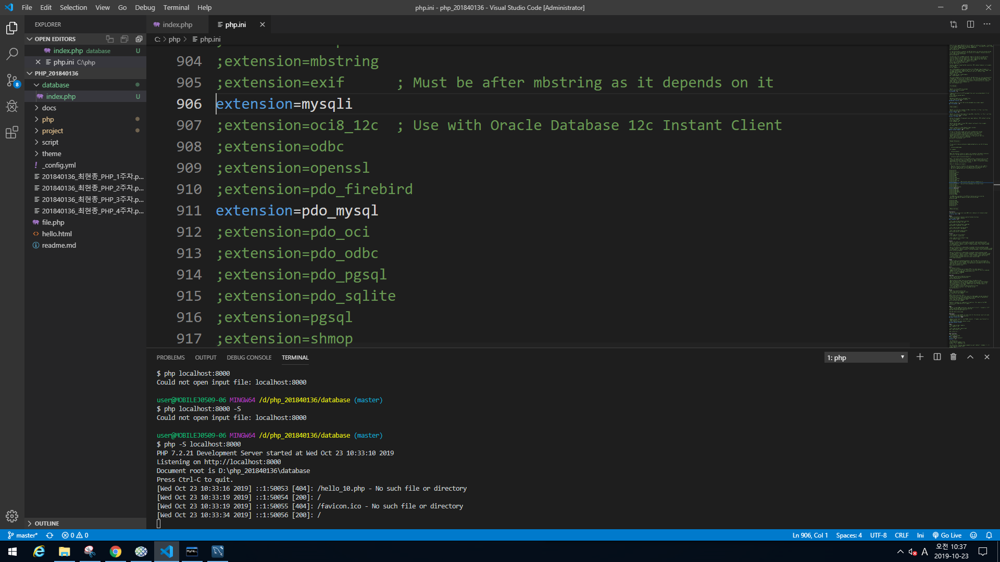 File Edit Selection View Go Debug Terminal Help
php.ini - php_201840136 - Visual Studio Code [Administrator]
EXPLORER
OPEN EDITORS
index.php database U
php.ini C:\php
PHP_201840136
database
index.php U
docs
php
project
script
theme
_config.yml
201840136_최현종_PHP_1주차.p...
201840136_최현종_PHP_2주차.p...
201840136_최현종_PHP_3주차.p...
201840136_최현종_PHP_4주차.p...
file.php
hello.html
readme.md
OUTLINE
8
index.php
php.ini
C: > php > php.ini
904 ;extension=mbstring
905 ;extension=exif ; Must be after mbstring as it depends on it
906 extension=mysqli
907 ;extension=oci8_12c ; Use with Oracle Database 12c Instant Client
908 ;extension=odbc
909 ;extension=openssl
910 ;extension=pdo_firebird
911 extension=pdo_mysql
912 ;extension=pdo_oci
913 ;extension=pdo_odbc
914 ;extension=pdo_pgsql
915 ;extension=pdo_sqlite
916 ;extension=pgsql
917 ;extension=shmop
PROBLEMS OUTPUT DEBUG CONSOLE TERMINAL
1: php
$ php localhost:8000
Could not open input file: localhost:8000
user@MOBILEJ0509-06 MINGW64 /d/php_201840136/database (master)
$ php localhost:8000 -S
Could not open input file: localhost:8000
user@MOBILEJ0509-06 MINGW64 /d/php_201840136/database (master)
$ php -S localhost:8000
PHP 7.2.21 Development Server started at Wed Oct 23 10:33:10 2019
Listening on http://localhost:8000
Document root is D:\php_201840136\database
Press Ctrl-C to quit.
[Wed Oct 23 10:33:16 2019] ::1:50053 [404]: /hello_10.php - No such file or directory
[Wed Oct 23 10:33:19 2019] ::1:50054 [200]: /
[Wed Oct 23 10:33:19 2019] ::1:50055 [404]: /favicon.ico - No such file or directory
[Wed Oct 23 10:33:34 2019] ::1:50056 [200]: /
master* 0 0
Ln 906, Col 1 Spaces: 4 UTF-8 CRLF Ini Go Live
MySQL
A
오전 10:37
2019-10-23